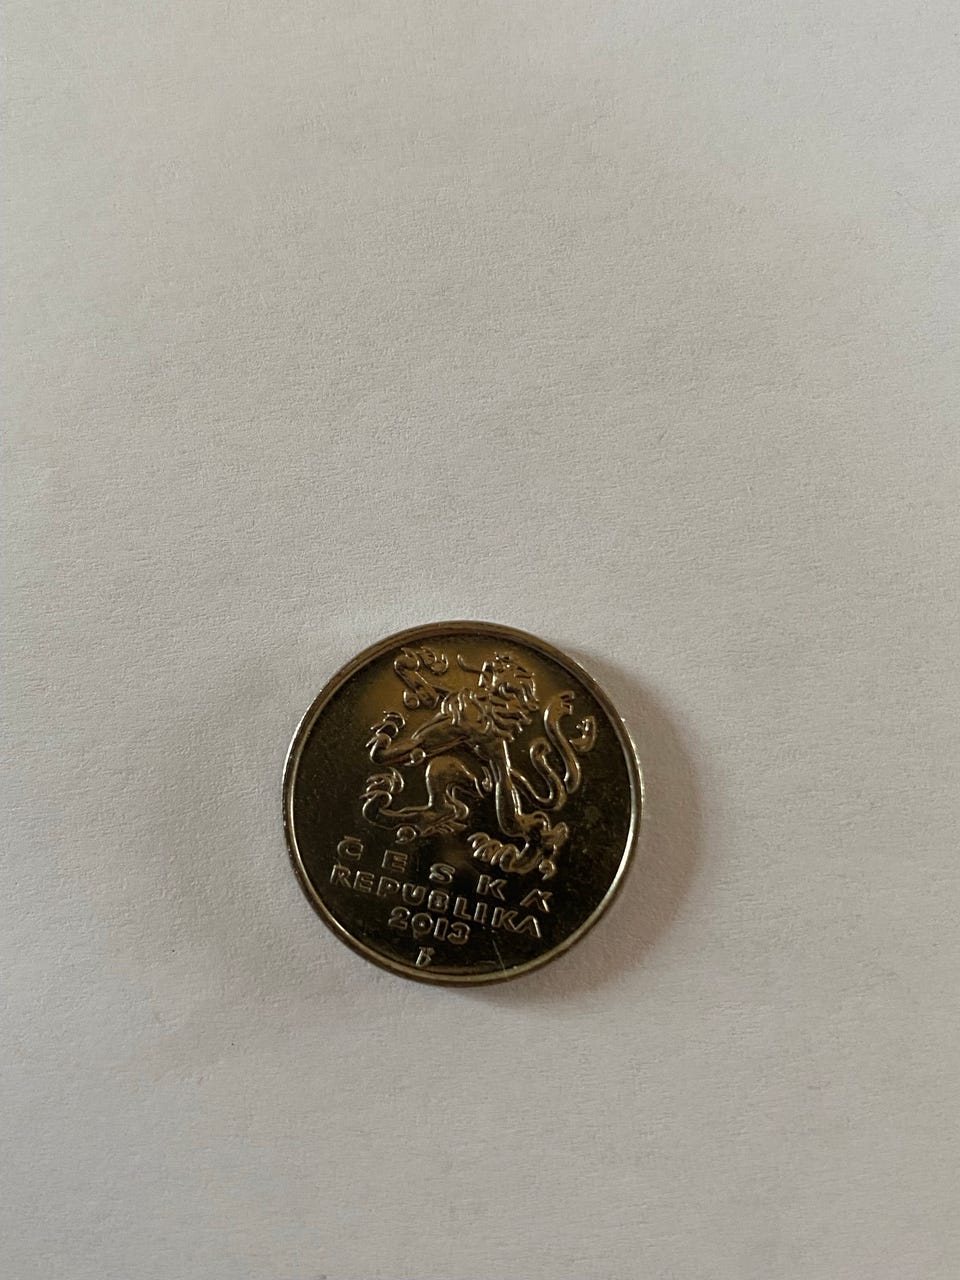 ČESKÁ
REPUBLIKA
2013